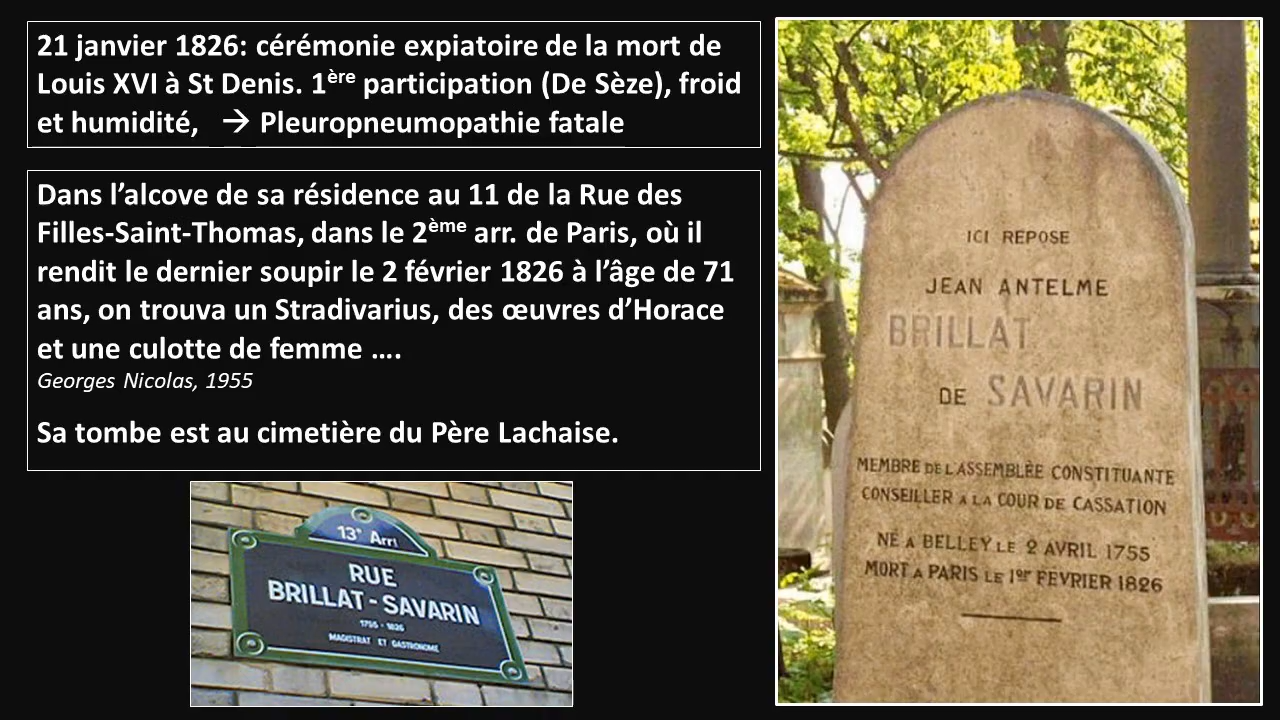 21 janvier 1826: cérémonie expiatoire de la mort de
Louis XVI à St Denis. 1ère participation (De Sèze), froid
et humidité, → Pleuropneumopathie fatale
Dans l’alcove de sa résidence au 11 de la Rue des
Filles-Saint-Thomas, dans le 2ème arr. de Paris, où il
rendit le dernier soupir le 2 février 1826 à l’âge de 71
ans, on trouva un Stradivarius, des œuvres d’Horace
et une culotte de femme ….
Georges Nicolas, 1955
Sa tombe est au cimetière du Père Lachaise.
13e Arrt
RUE
BRILLAT-SAVARIN
1755 - 1826
MAGISTRAT ET GASTRONOME
ICI REPOSE
JEAN ANTELME
BRILLAT
DE SAVARIN
MEMBRE DE L'ASSEMBLÉE CONSTITUANTE
CONSEILLER A LA COUR DE CASSATION
NÉ A BELLEY LE 2 AVRIL 1755
MORT A PARIS LE 1er FÉVRIER 1826